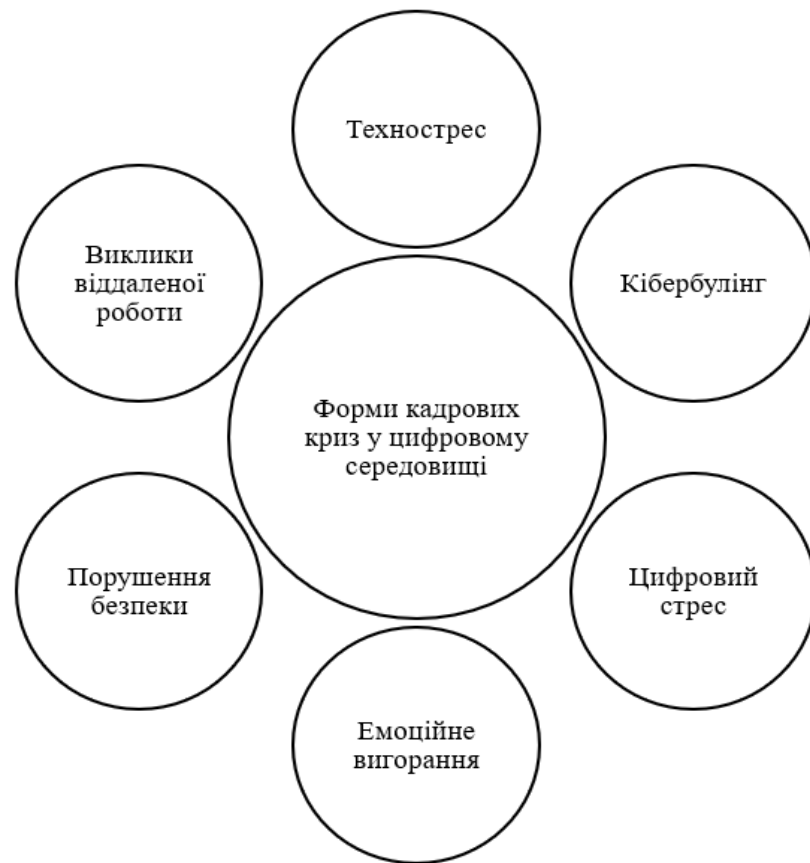 Технострес
Виклики
віддаленої
роботи
Кібербулінг
Форми кадрових
криз у цифровому
середовищі
Порушення
безпеки
Цифровий
стрес
Емоційне
вигорання